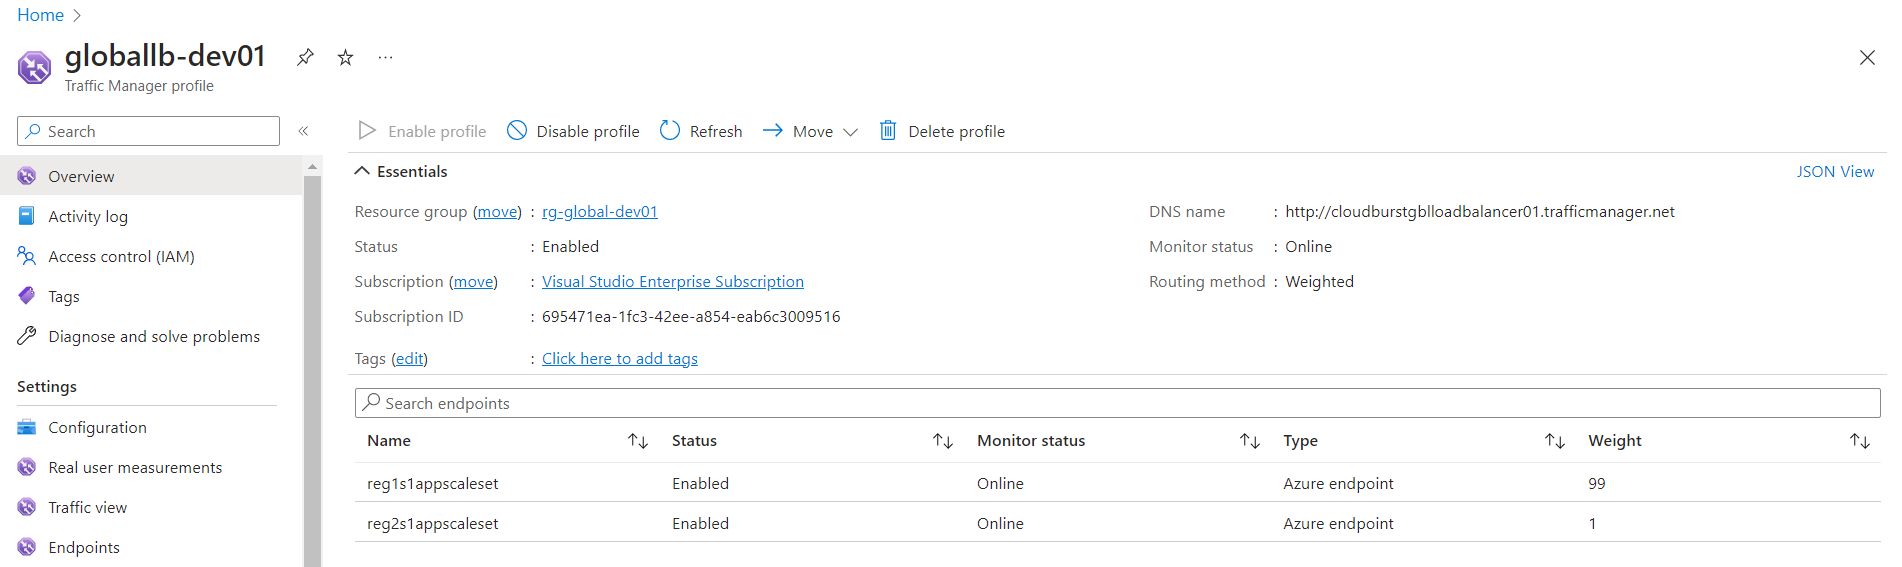 Home
globallb-dev01
Traffic Manager profile
Search
Overview
Activity log
Access control (IAM)
Tags
Diagnose and solve problems
Settings
Configuration
Real user measurements
Traffic view
Endpoints
Enable profile Disable profile Refresh Move Delete profile
Essentials JSON View
Resource group (move) : rg-global-dev01
Status : Enabled
Subscription (move) : Visual Studio Enterprise Subscription
Subscription ID : 695471ea-1fc3-42ee-a854-eab6c3009516
Tags (edit) : Click here to add tags
DNS name : http://cloudburstgblloadbalancer01.trafficmanager.net
Monitor status : Online
Routing method : Weighted
Search endpoints
Name Status Monitor status Type Weight
reg1s1appscaleset Enabled Online Azure endpoint 99
reg2s1appscaleset Enabled Online Azure endpoint 1